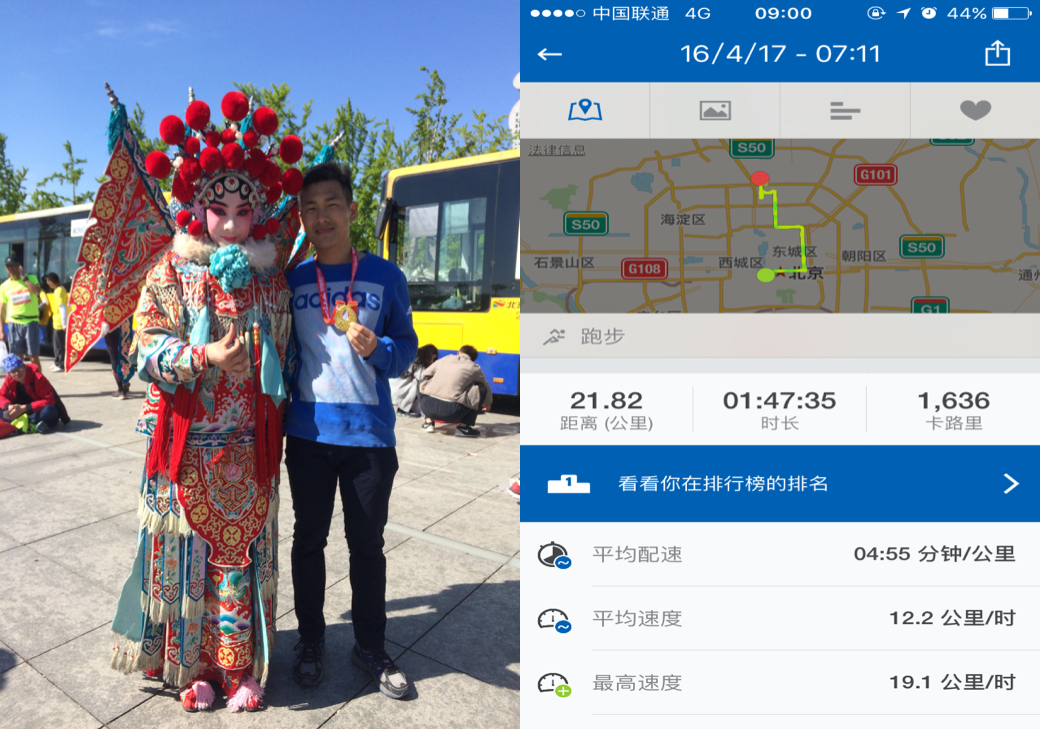 adidas
中国联通 4G 09:00 44%
16/4/17 - 07:11
法律信息
S50
G101
海淀区
S50
东城区
S50
石景山区
G108
西城区
朝阳区
北京
通州
G1
跑步
21.82 01:47:35 1,636
距离 (公里) 时长 卡路里
1 看看你在排行榜的排名
平均配速 04:55 分钟/公里
平均速度 12.2 公里/时
最高速度 19.1 公里/时